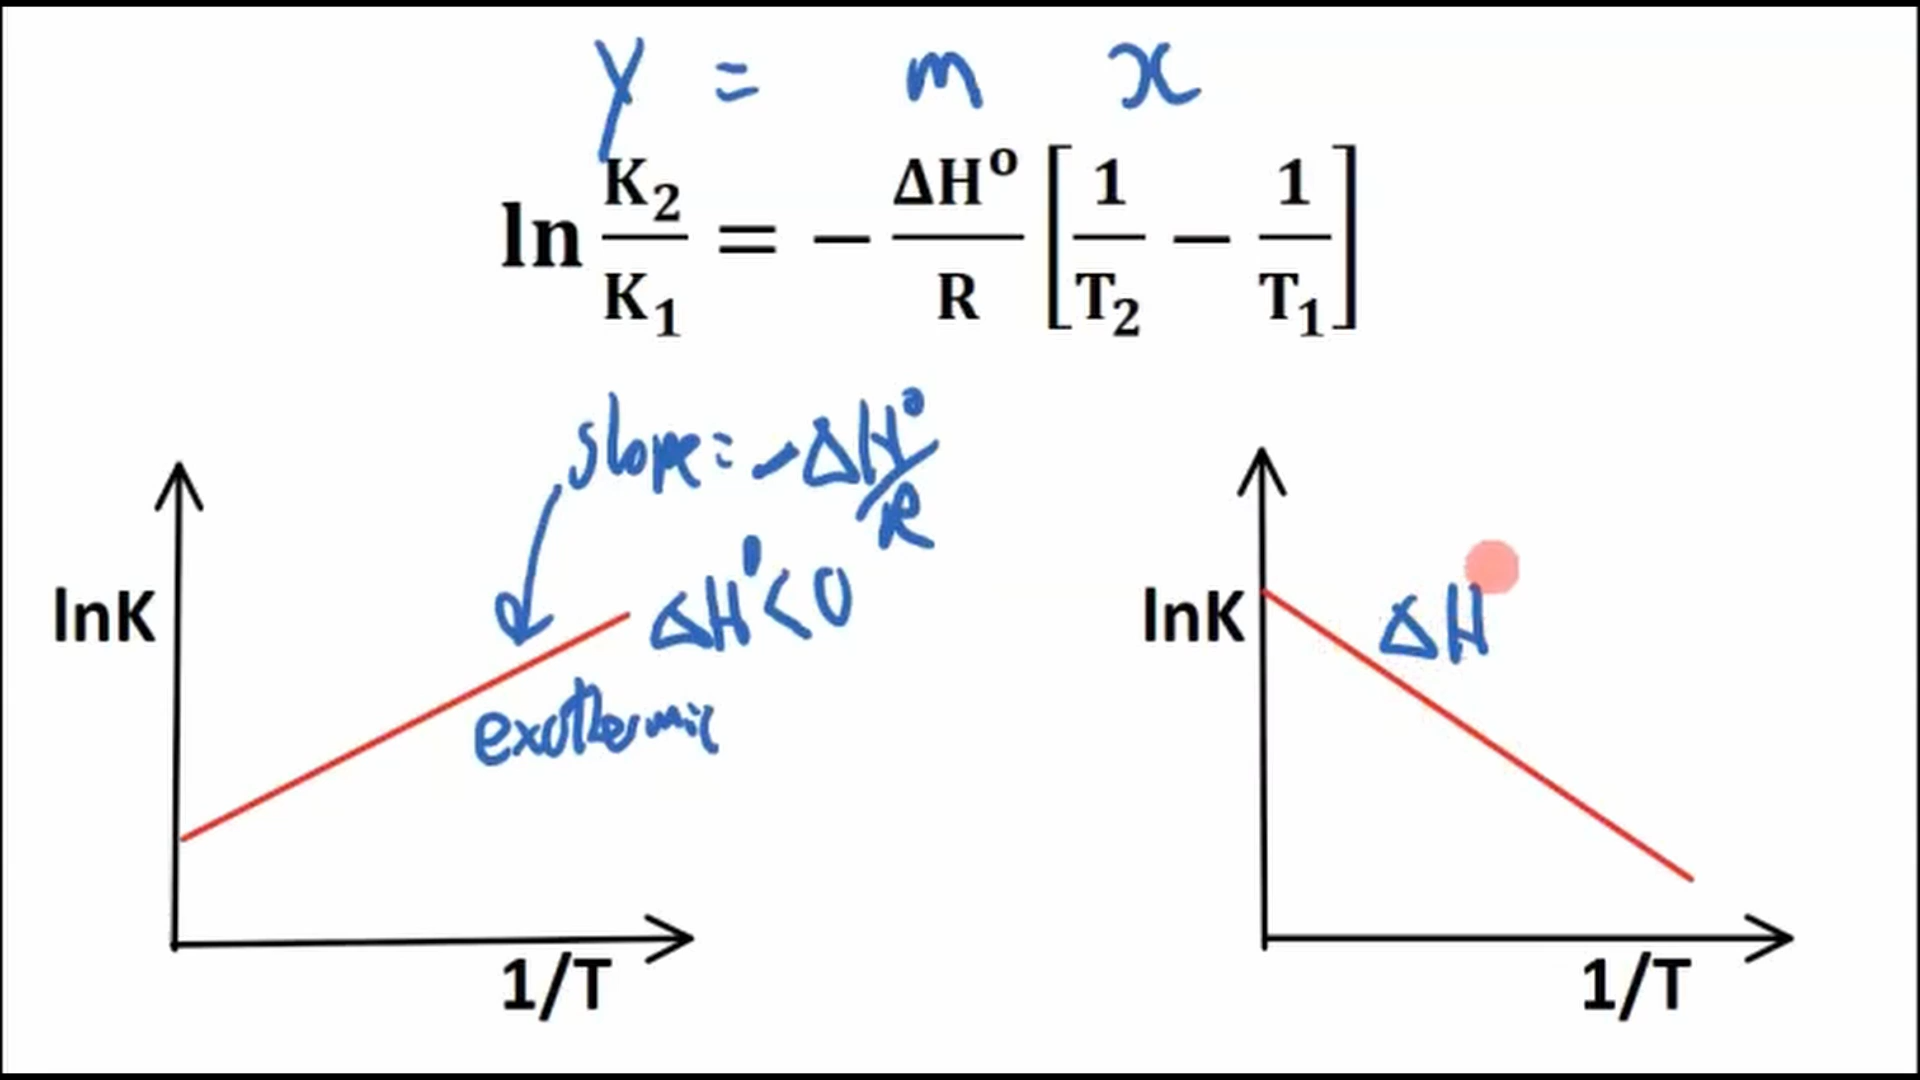 y = m x
ln K₂/K₁ = − ΔH°/R [1/T₂ − 1/T₁]
slope = -ΔH°/R
ΔH°<0
lnK
exothermic
1/T
ΔH
lnK
1/T